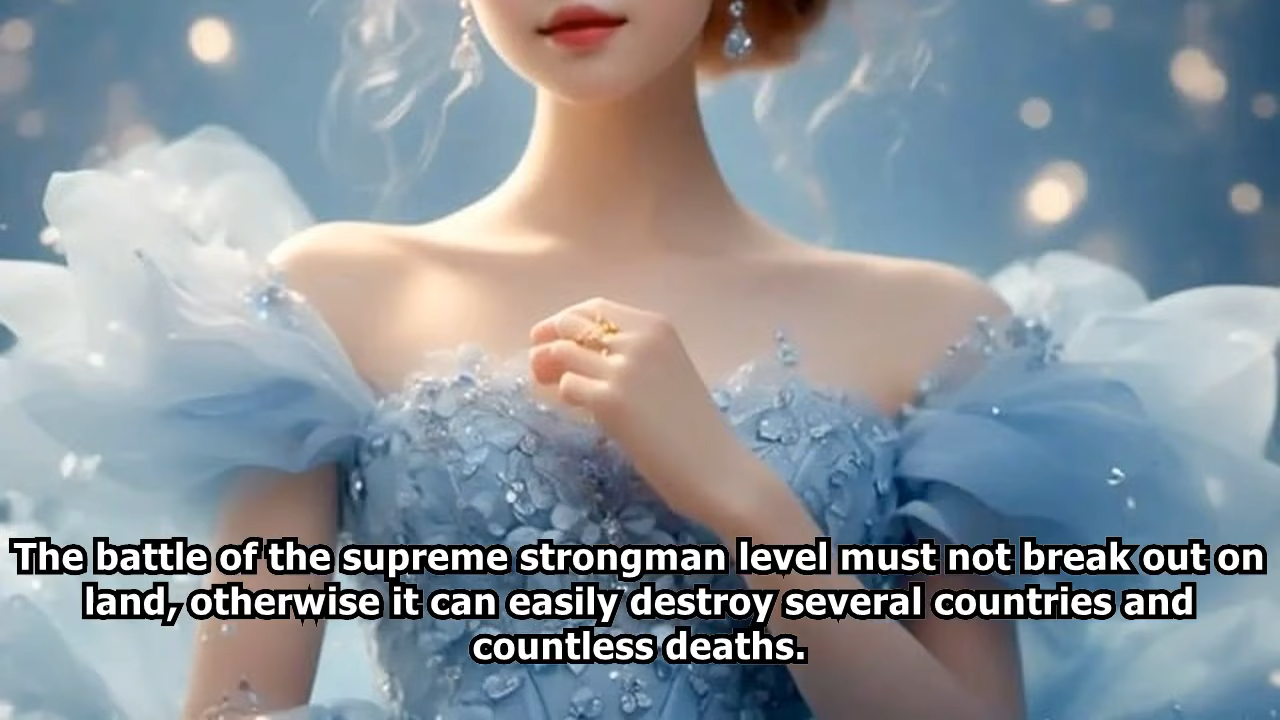 The battle of the supreme strongman level must not break out on
land, otherwise it can easily destroy several countries and
countless deaths.